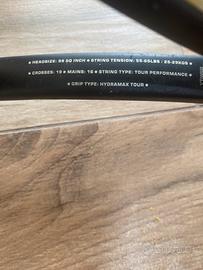 • HEADSIZE: 98 SQ INCH • STRING TENSION: 55-65LBS / 25-29KGS •
• CROSSES: 19 • MAINS: 16 • STRING TYPE: TOUR PERFORMANCE
• GRIP TYPE: HYDRAMAX TOUR •